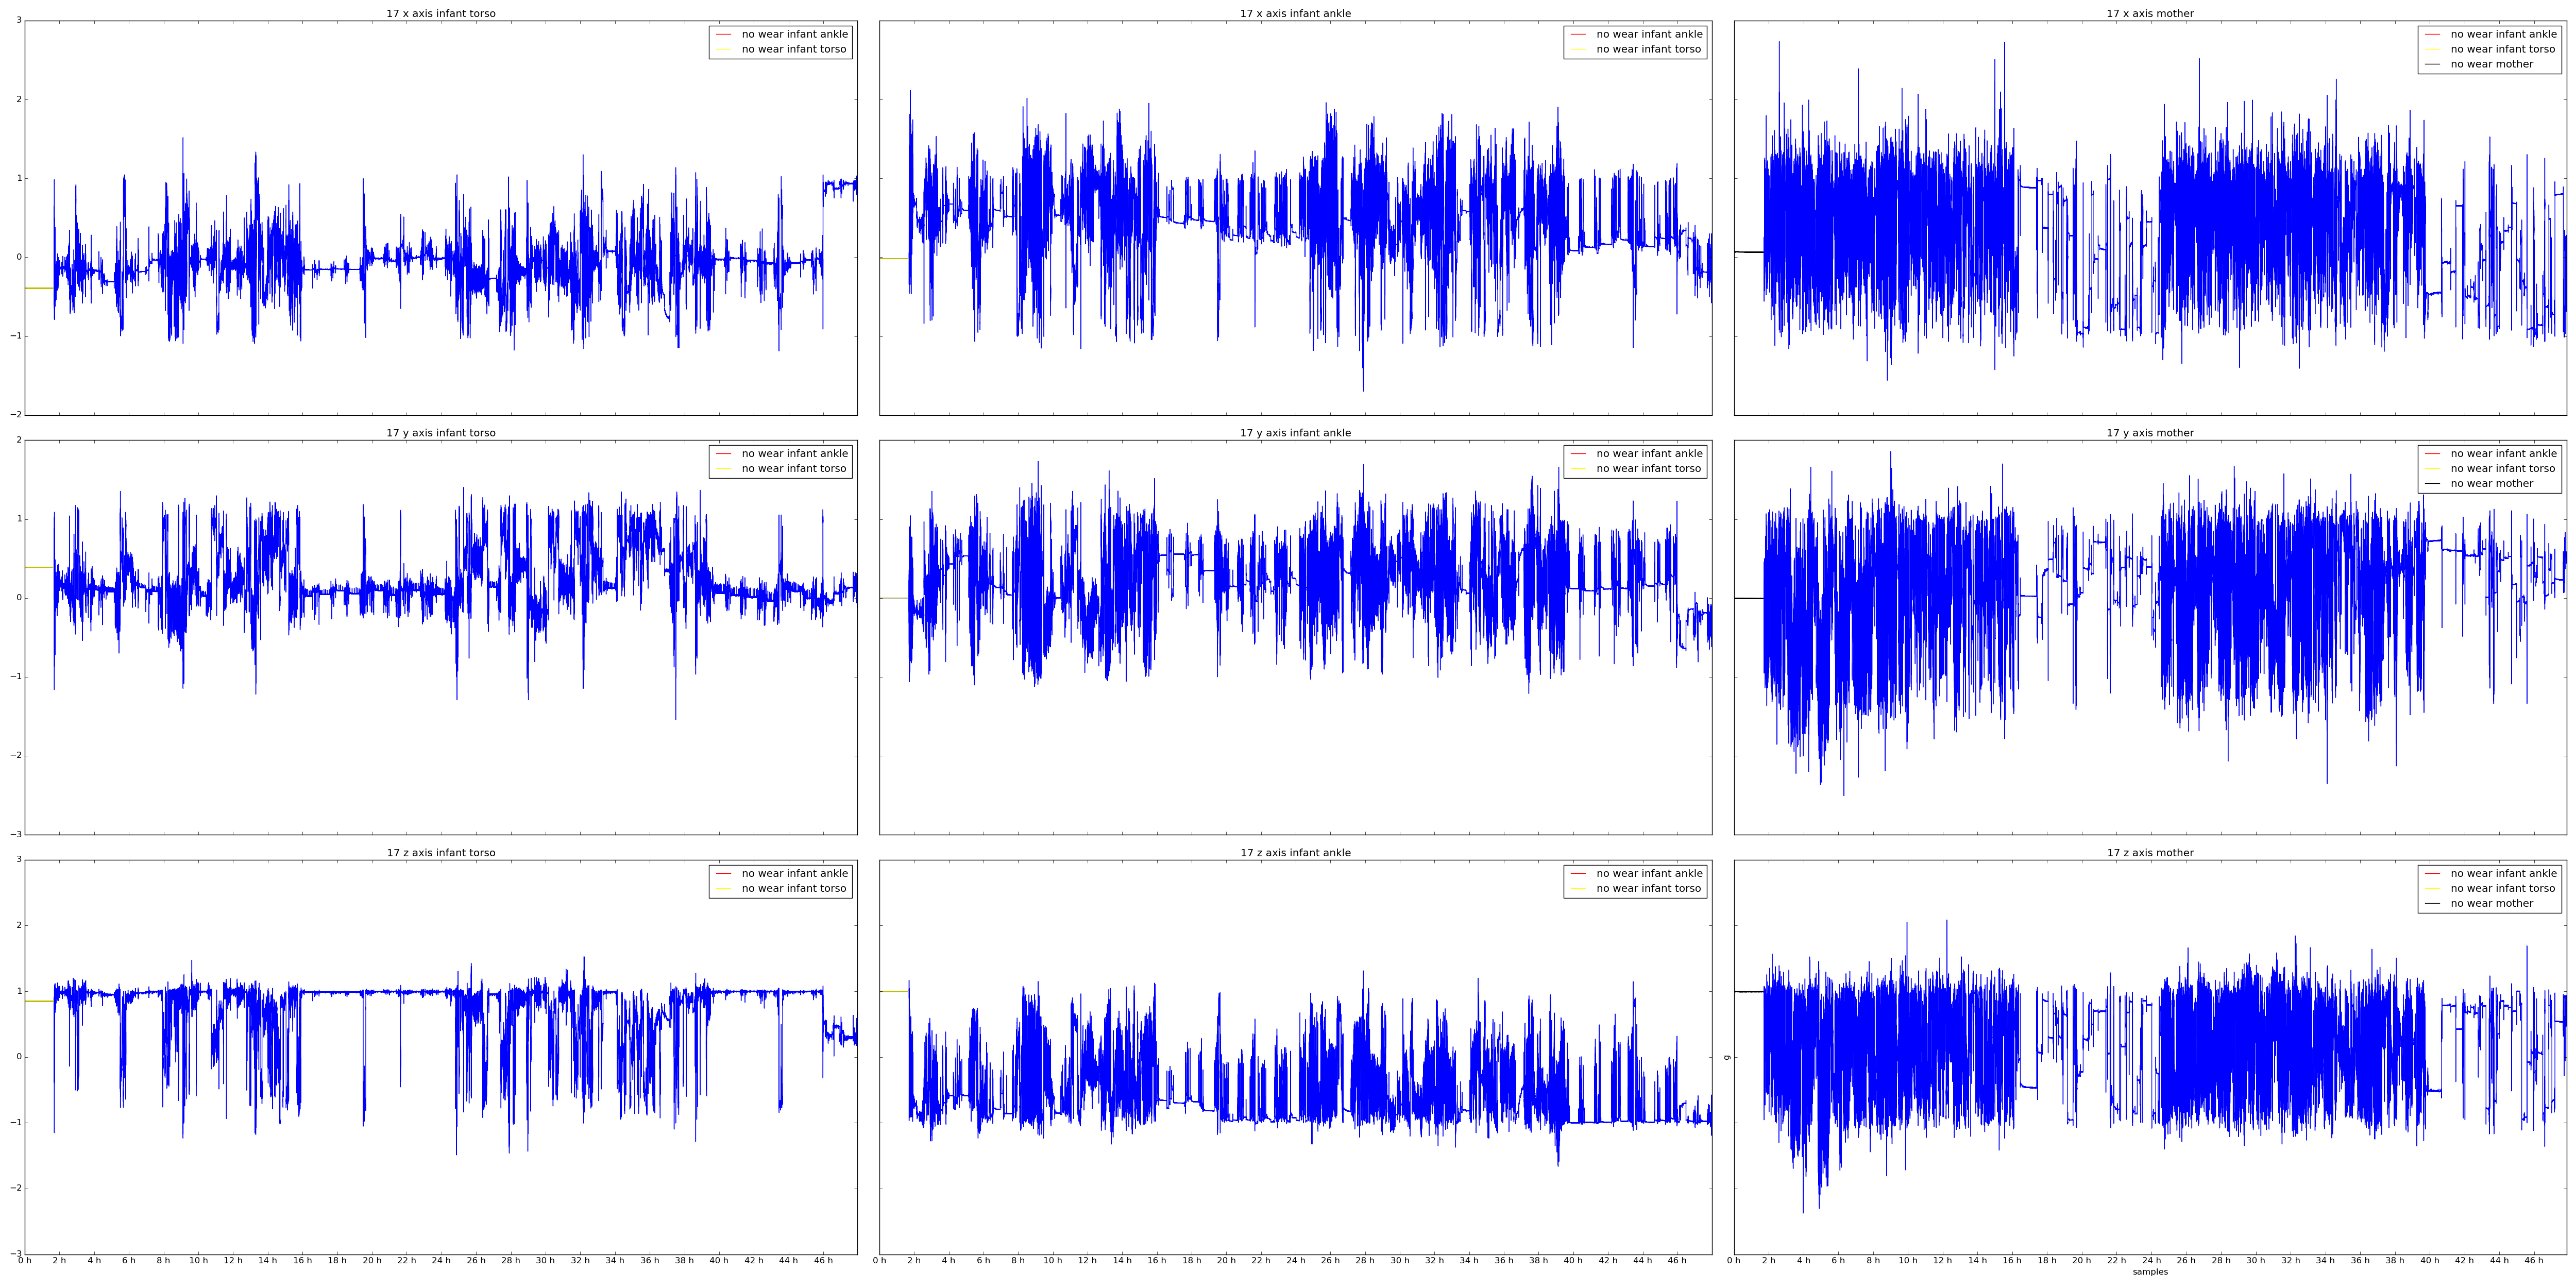 17 x axis infant torso
no wear infant ankle
no wear infant torso
3
2
1
0
−1
−2
17 x axis infant ankle
no wear infant ankle
no wear infant torso
17 x axis mother
no wear infant ankle
no wear infant torso
no wear mother
17 y axis infant torso
no wear infant ankle
no wear infant torso
2
1
0
−1
−2
−3
17 y axis infant ankle
no wear infant ankle
no wear infant torso
17 y axis mother
no wear infant ankle
no wear infant torso
no wear mother
17 z axis infant torso
no wear infant ankle
no wear infant torso
3
2
1
0
−1
−2
−3
0 h 2 h 4 h 6 h 8 h 10 h 12 h 14 h 16 h 18 h 20 h 22 h 24 h 26 h 28 h 30 h 32 h 34 h 36 h 38 h 40 h 42 h 44 h 46 h
17 z axis infant ankle
no wear infant ankle
no wear infant torso
0 h 2 h 4 h 6 h 8 h 10 h 12 h 14 h 16 h 18 h 20 h 22 h 24 h 26 h 28 h 30 h 32 h 34 h 36 h 38 h 40 h 42 h 44 h 46 h
17 z axis mother
no wear infant ankle
no wear infant torso
no wear mother
g
0 h 2 h 4 h 6 h 8 h 10 h 12 h 14 h 16 h 18 h 20 h 22 h 24 h 26 h 28 h 30 h 32 h 34 h 36 h 38 h 40 h 42 h 44 h 46 h
samples